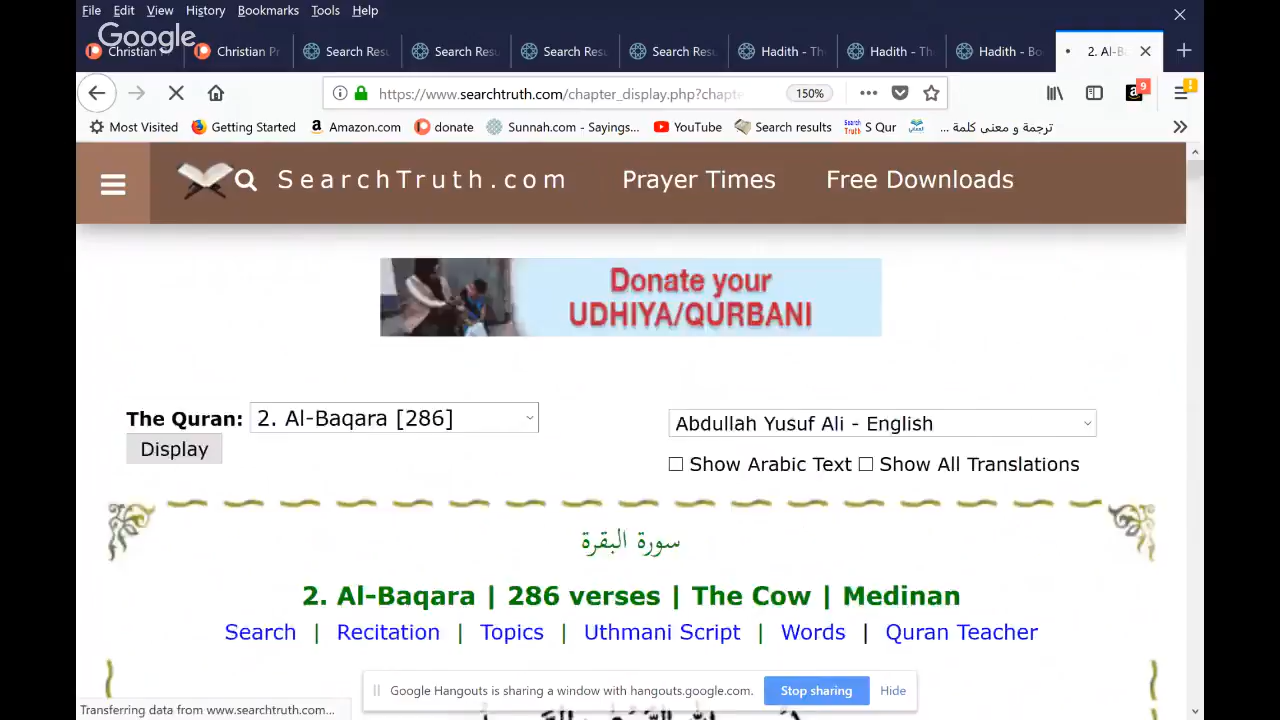 File Edit View History Bookmarks Tools Help
Google
Christian Christian Pr Search Resu Search Resu Search Resu Search Resu Hadith - Th Hadith - Th Hadith - Bo 2. Al-B
https://www.searchtruth.com/chapter_display.php?chapte 150% 9
Most Visited Getting Started Amazon.com donate Sunnah.com - Sayings... YouTube Search results Search Truth S Qur ترجمة و معنى كلمة ...
SearchTruth.com Prayer Times Free Downloads
Donate your
UDHIYA/QURBANI
The Quran: 2. Al-Baqara [286]
Abdullah Yusuf Ali - English
Display
Show Arabic Text Show All Translations
سورة البقرة
2. Al-Baqara | 286 verses | The Cow | Medinan
Search | Recitation | Topics | Uthmani Script | Words | Quran Teacher
Google Hangouts is sharing a window with hangouts.google.com. Stop sharing Hide
Transferring data from www.searchtruth.com...